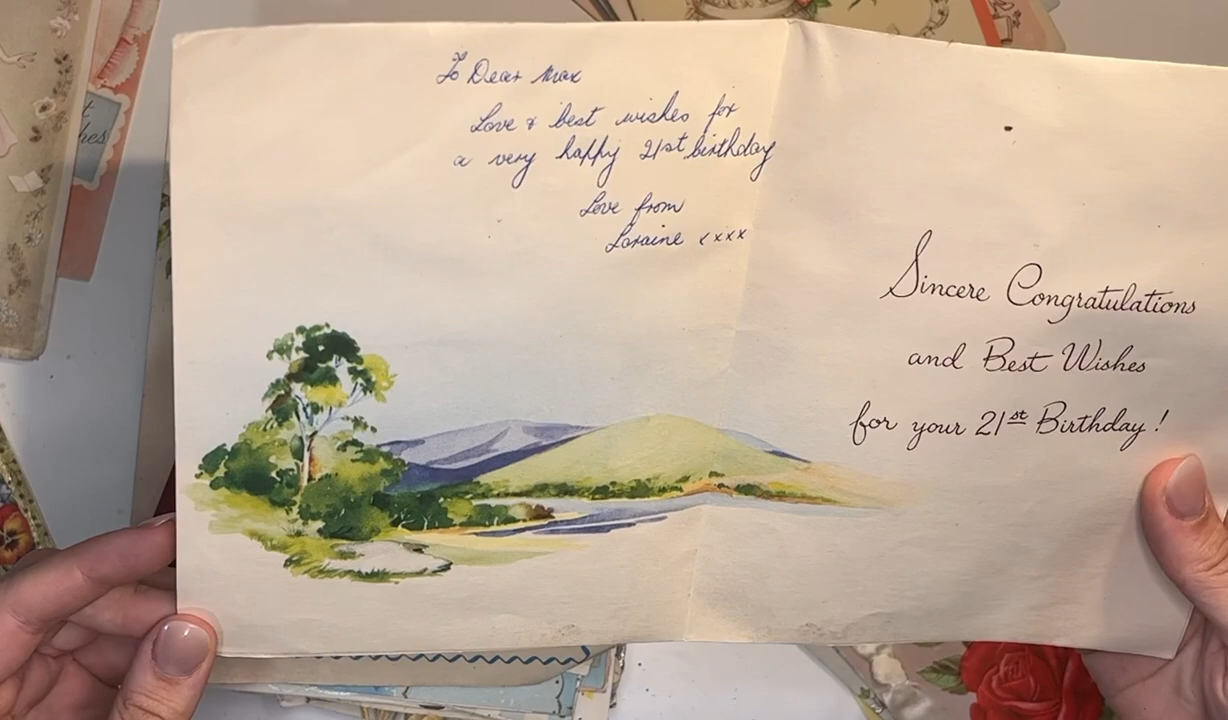 To Dear Max
Love & best wishes for
a very happy 21st birthday
Love from
Loraine xxxx
Sincere Congratulations
and Best Wishes
for your 21st Birthday!
t
hes